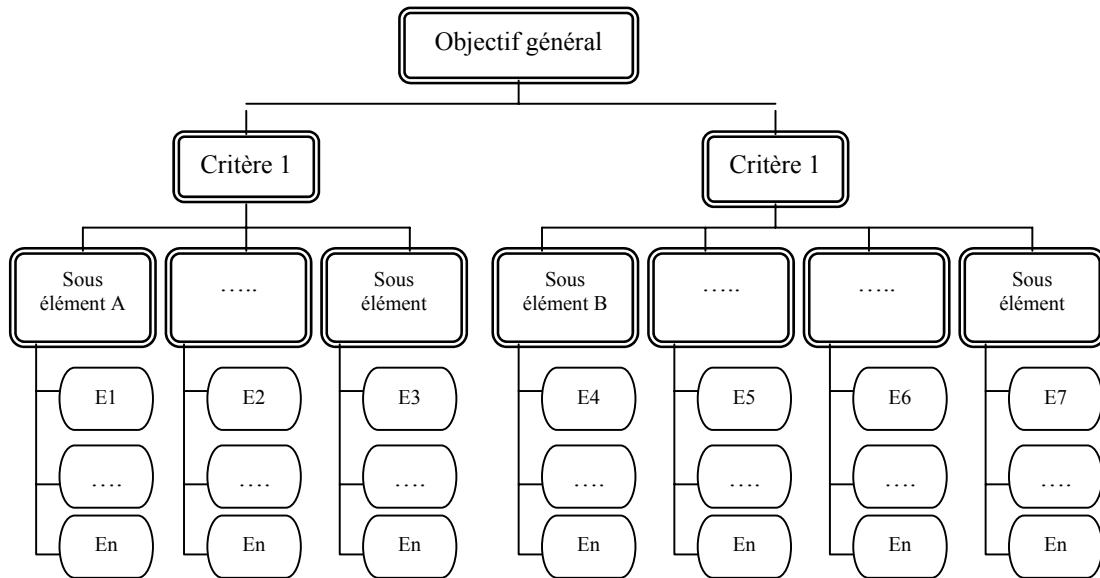 Objectif général
Critère 1
Critère 1
Sous
élément A
…..
Sous
élément
Sous
élément B
…..
…..
Sous
élément
E1
E2
E3
E4
E5
E6
E7
….
….
….
….
….
….
….
En
En
En
En
En
En
En